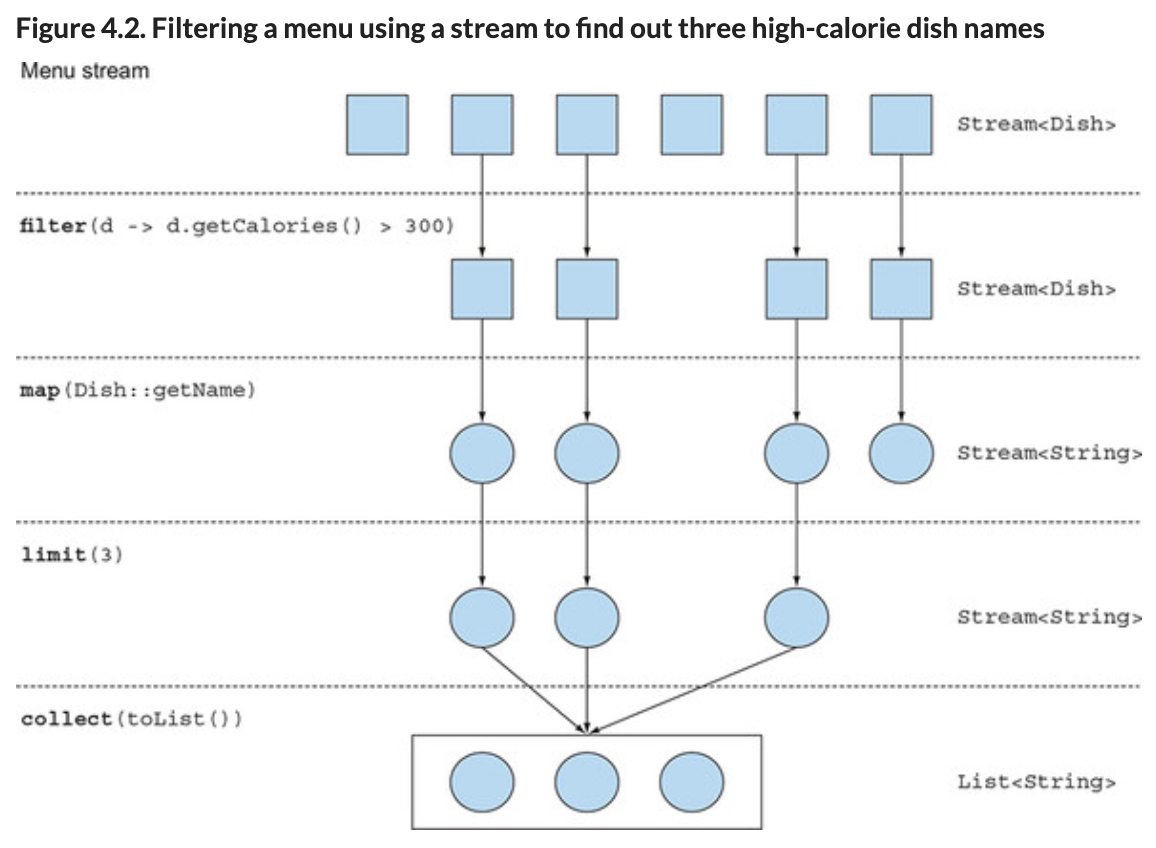 Figure 4.2. Filtering a menu using a stream to find out three high-calorie dish names
Menu stream
Stream<Dish>
filter(d -> d.getCalories() > 300)
Stream<Dish>
map(Dish::getName)
Stream<String>
limit(3)
Stream<String>
collect(toList())
List<String>